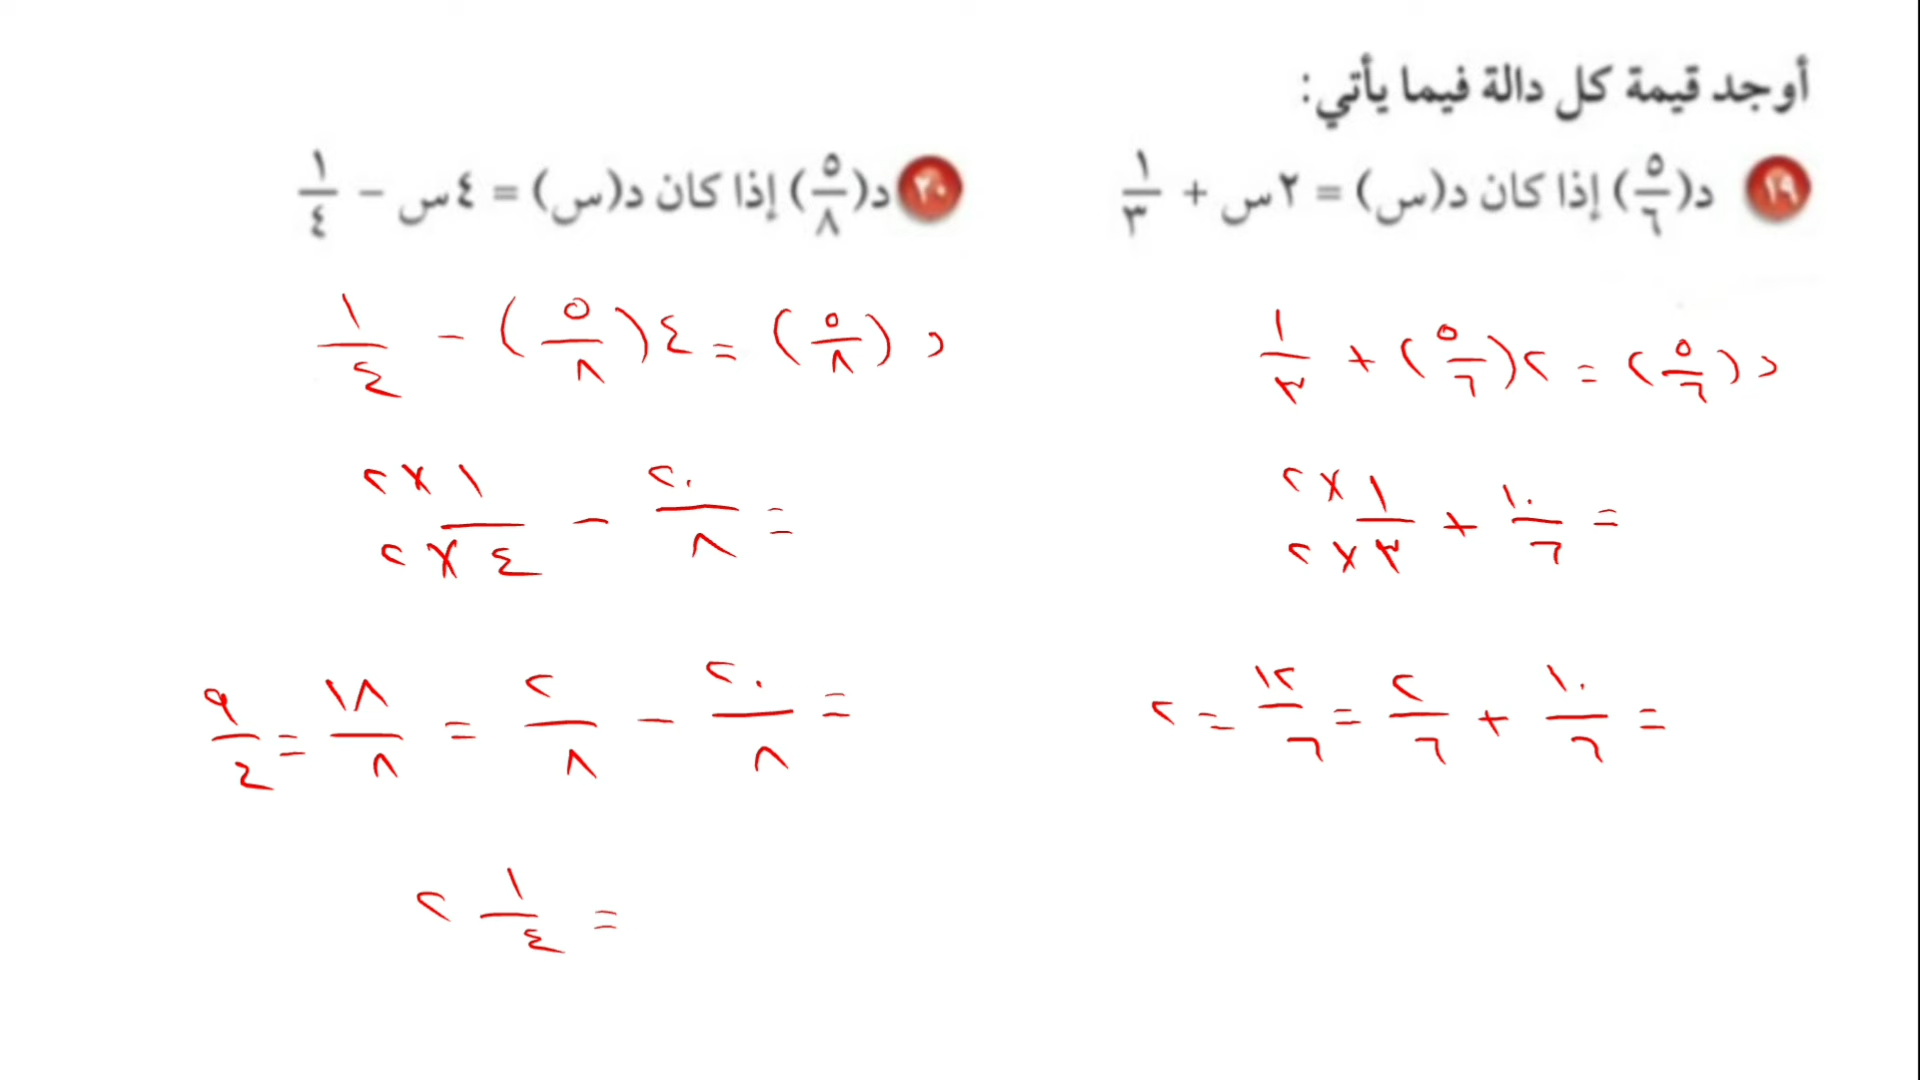 أوجد قيمة كل دالة فيما يأتي:
١٩ د(٥/٦) إذا كان د(س) = ٢س + ١/٣
٢٠ د(٥/٨) إذا كان د(س) = ٤س − ١/٤
د(٥/٦) = ٢(٥/٦) + ١/٣
= ١٠/٦ + ١×٢/٣×٢
= ١٠/٦ + ٢/٦ = ١٢/٦ = ٢
د(٥/٨) = ٤(٥/٨) − ١/٤
= ٢٠/٨ − ١×٢/٤×٢
= ٢٠/٨ − ٢/٨ = ١٨/٨ = ٩/٤
= ١/٤ ٢